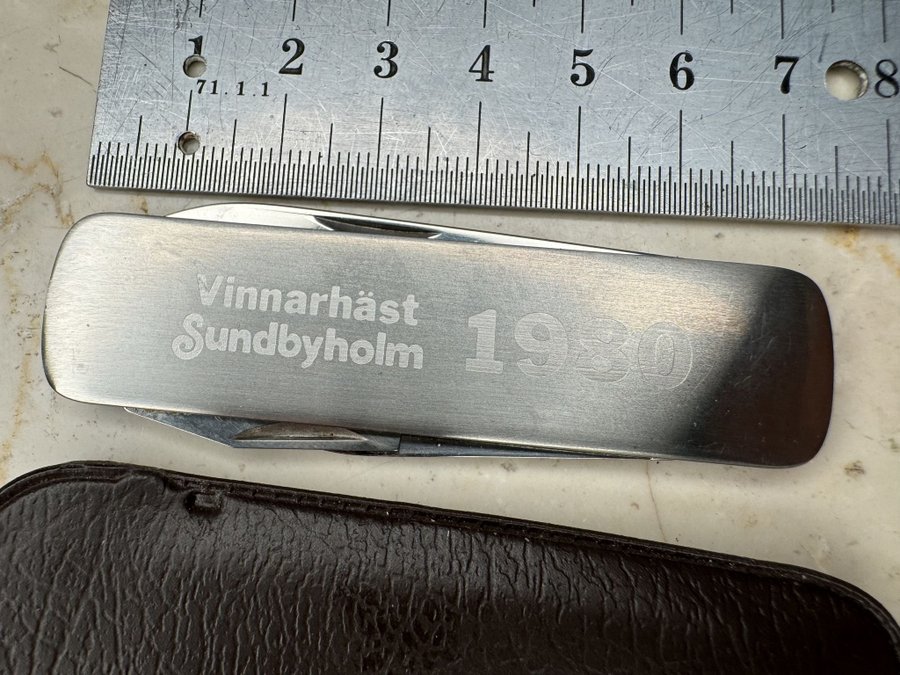 1 2 3 4 5 6 7 8
71.1.1
Vinnarhäst
Sundbyholm
1980